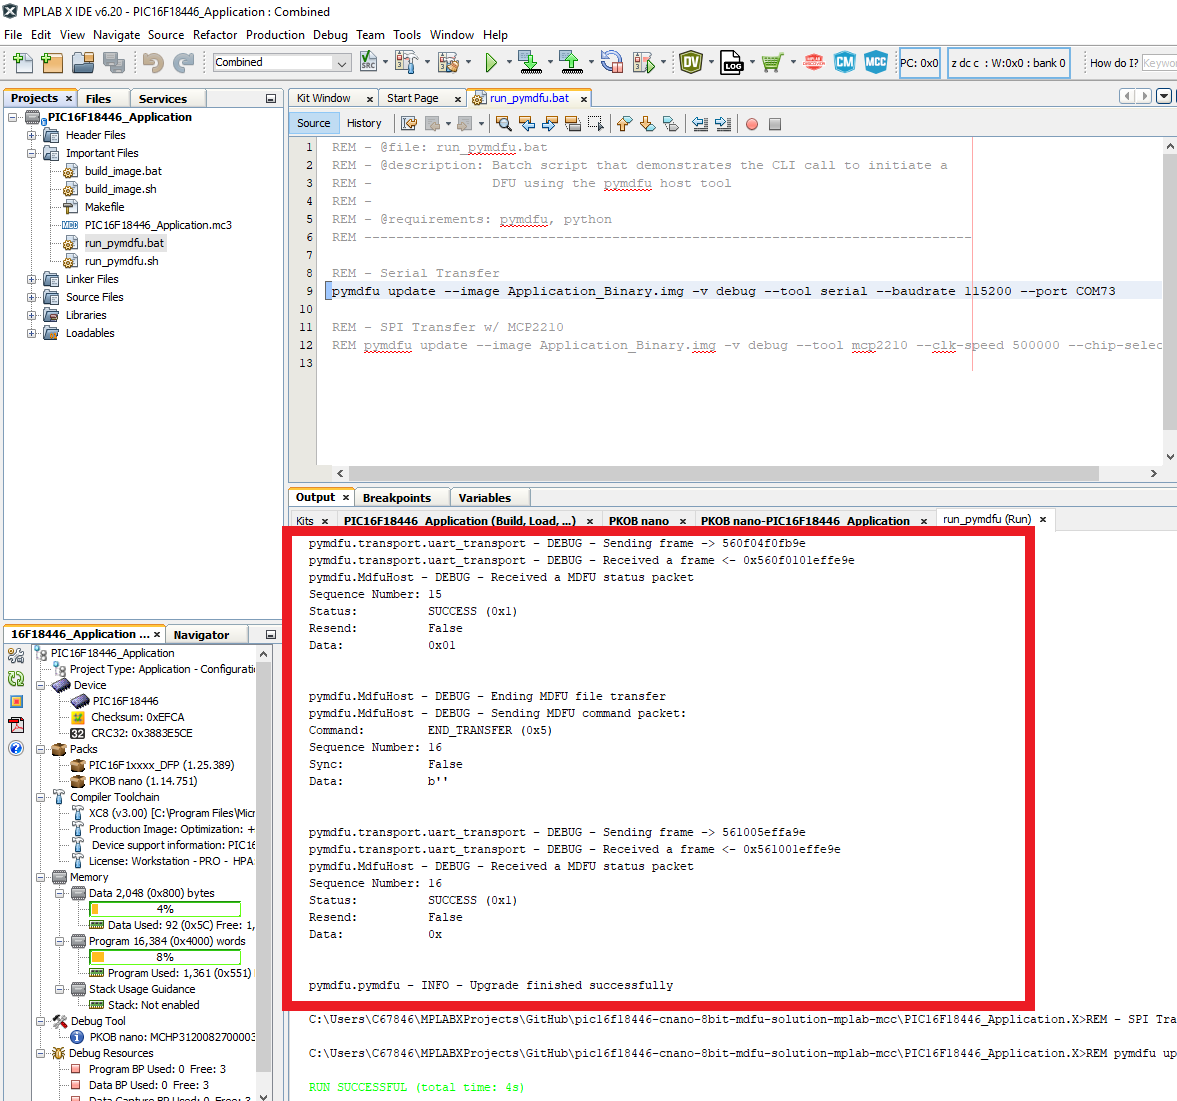 MPLAB X IDE v6.20 - PIC16F18446_Application : Combined
File Edit View Navigate Source Refactor Production Debug Team Tools Window Help
Combined
SRC
DV
LOG
CM
MCC
PC: 0x0
z dc c : W:0x0 : bank 0
How do I?
Projects
Files
Services
PIC16F18446_Application
Header Files
Important Files
build_image.bat
build_image.sh
Makefile
PIC16F18446_Application.mc3
run_pymdfu.bat
run_pymdfu.sh
Linker Files
Source Files
Libraries
Loadables
Kit Window
Start Page
run_pymdfu.bat
Source
History
1 REM - @file: run_pymdfu.bat
2 REM - @description: Batch script that demonstrates the CLI call to initiate a
3 REM - DFU using the pymdfu host tool
4 REM -
5 REM - @requirements: pymdfu, python
6 REM ----------------------------------------------------------------------------
7
8 REM - Serial Transfer
9 pymdfu update --image Application_Binary.img -v debug --tool serial --baudrate 115200 --port COM73
10
11 REM - SPI Transfer w/ MCP2210
12 REM pymdfu update --image Application_Binary.img -v debug --tool mcp2210 --clk-speed 500000 --chip-selec
13
Output
Breakpoints
Variables
Kits
PIC16F18446_Application (Build, Load, ...)
PKOB nano
PKOB nano-PIC16F18446_Application
run_pymdfu (Run)
pymdfu.transport.uart_transport - DEBUG - Sending frame -> 560f04f0fb9e
pymdfu.transport.uart_transport - DEBUG - Received a frame <- 0x560f0101effe9e
pymdfu.MdfuHost - DEBUG - Received a MDFU status packet
Sequence Number: 15
Status: SUCCESS (0x1)
Resend: False
Data: 0x01
pymdfu.MdfuHost - DEBUG - Ending MDFU file transfer
pymdfu.MdfuHost - DEBUG - Sending MDFU command packet:
Command: END_TRANSFER (0x5)
Sequence Number: 16
Sync: False
Data: b''
pymdfu.transport.uart_transport - DEBUG - Sending frame -> 561005effa9e
pymdfu.transport.uart_transport - DEBUG - Received a frame <- 0x561001effe9e
pymdfu.MdfuHost - DEBUG - Received a MDFU status packet
Sequence Number: 16
Status: SUCCESS (0x1)
Resend: False
Data: 0x
pymdfu.pymdfu - INFO - Upgrade finished successfully
C:\Users\C67846\MPLABXProjects\GitHub\pic16f18446-cnano-8bit-mdfu-solution-mplab-mcc\PIC16F18446_Application.X>REM - SPI Tra
C:\Users\C67846\MPLABXProjects\GitHub\pic16f18446-cnano-8bit-mdfu-solution-mplab-mcc\PIC16F18446_Application.X>REM pymdfu up
RUN SUCCESSFUL (total time: 4s)
16F18446_Application ...
Navigator
PIC16F18446_Application
Project Type: Application - Configuratio
Device
PIC16F18446
Checksum: 0xEFCA
32 CRC32: 0x3883E5CE
Packs
PIC16F1xxxx_DFP (1.25.389)
PKOB nano (1.14.751)
Compiler Toolchain
XC8 (v3.00) [C:\Program Files\Micr
Production Image: Optimization: +
Device support information: PIC16
License: Workstation - PRO - HPA:
Memory
Data 2,048 (0x800) bytes
4%
Data Used: 92 (0x5C) Free: 1,
Program 16,384 (0x4000) words
8%
Program Used: 1,361 (0x551)
Stack Usage Guidance
Stack: Not enabled
Debug Tool
PKOB nano: MCHP3120082700003
Debug Resources
Program BP Used: 0 Free: 3
Data BP Used: 0 Free: 3
Data Capture BP Used: 0 Free: 3